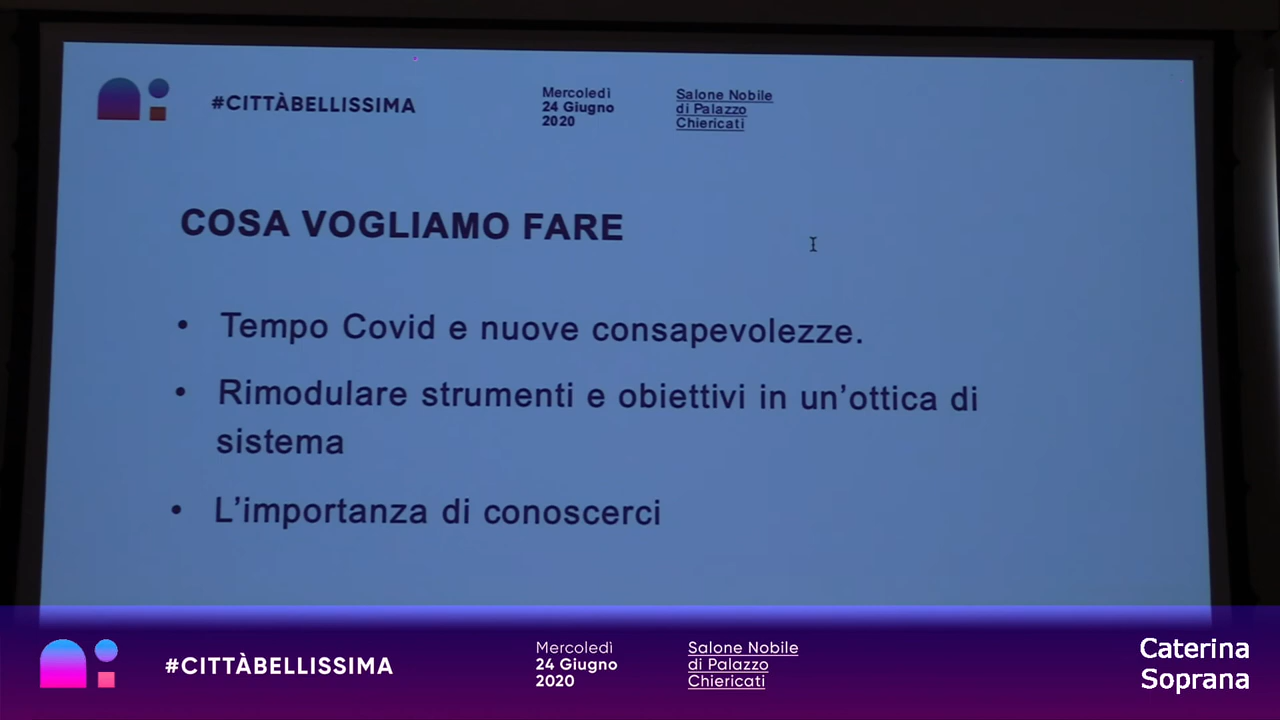 #CITTÀBELLISSIMA
Mercoledì
24 Giugno
2020
Salone Nobile
di Palazzo
Chiericati
COSA VOGLIAMO FARE
• Tempo Covid e nuove consapevolezze.
• Rimodulare strumenti e obiettivi in un’ottica di
sistema
• L’importanza di conoscerci
#CITTÀBELLISSIMA
Mercoledì
24 Giugno
2020
Salone Nobile
di Palazzo
Chiericati
Caterina
Soprana